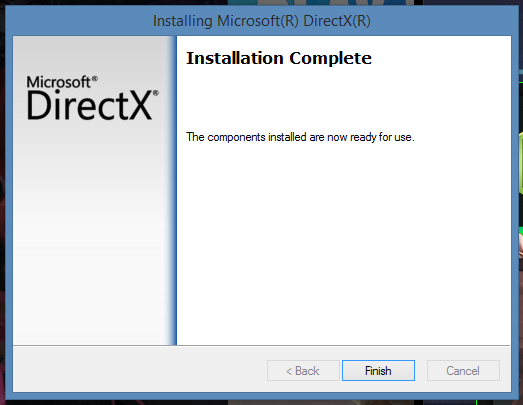 Installing Microsoft(R) DirectX(R)
Microsoft®
DirectX®
Installation Complete
The components installed are now ready for use.
< Back
Finish
Cancel